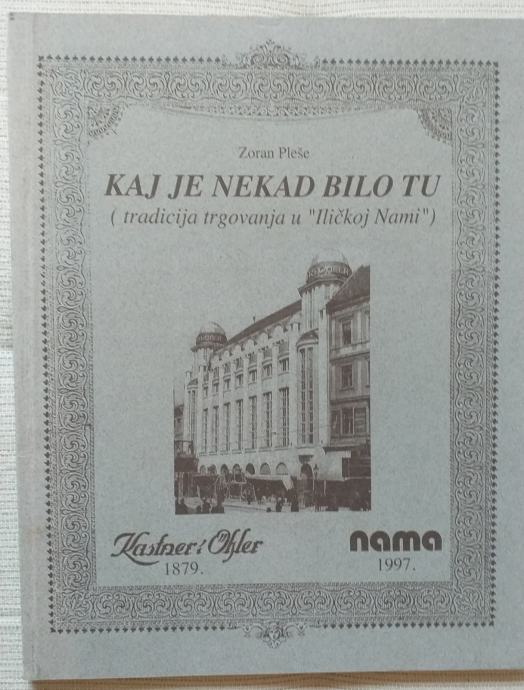 Zoran Pleše
KAJ JE NEKAD BILO TU
( tradicija trgovanja u "Iličkoj Nami")
Kastner i Öhler
1879.
nama
1997.